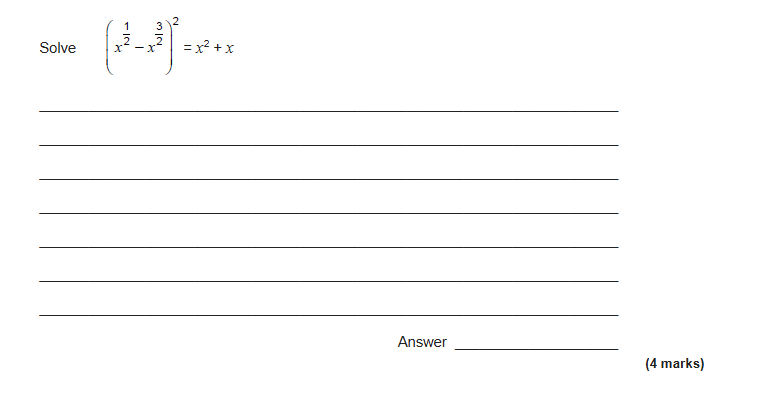 Solve (x^{1/2} – x^{3/2})^2 = x² + x
Answer
(4 marks)